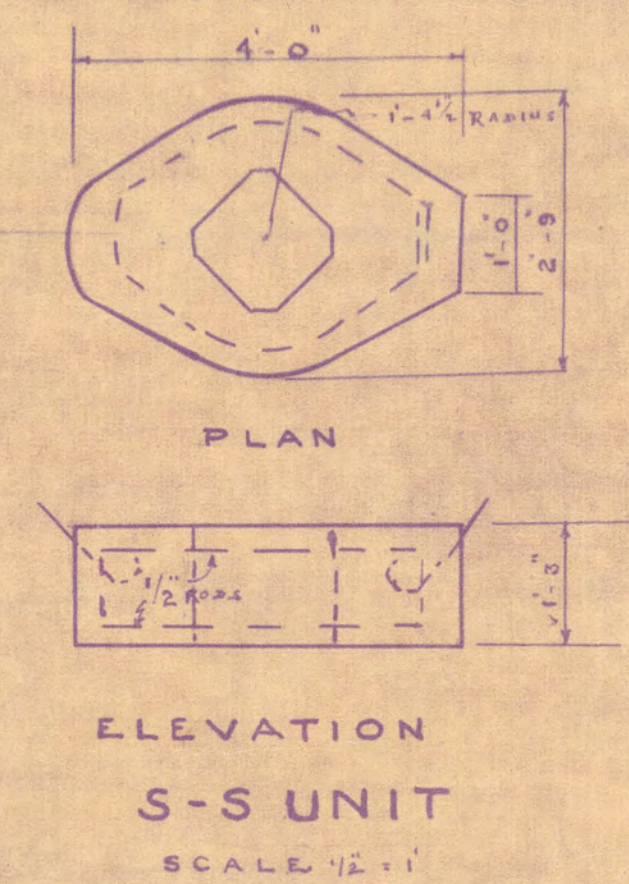 4'-0"
1'-4½" RADIUS
1'-0"
2'-9"
PLAN
1/2" RODS
1'-3"
ELEVATION
S-S UNIT
SCALE ½" = 1'